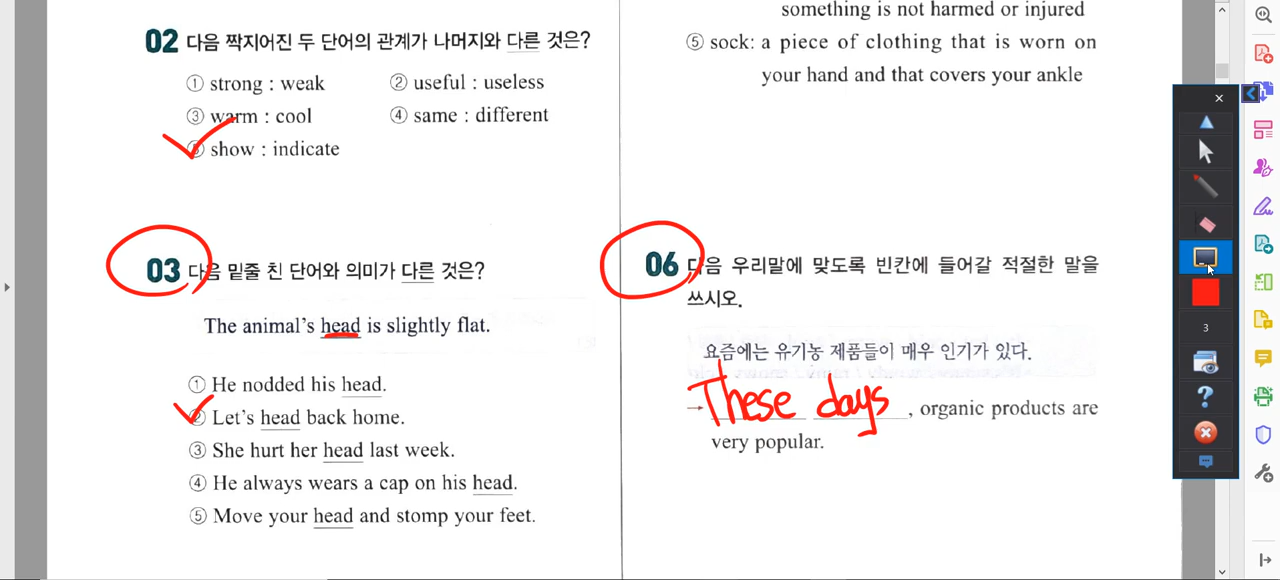 02 다음 짝지어진 두 단어의 관계가 나머지와 다른 것은?
① strong : weak ② useful : useless
③ warm : cool ④ same : different
⑤ show : indicate
03 다음 밑줄 친 단어와 의미가 다른 것은?
The animal's head is slightly flat.
① He nodded his head.
② Let's head back home.
③ She hurt her head last week.
④ He always wears a cap on his head.
⑤ Move your head and stomp your feet.
something is not harmed or injured
⑤ sock: a piece of clothing that is worn on
your hand and that covers your ankle
06 다음 우리말에 맞도록 빈칸에 들어갈 적절한 말을
쓰시오.
요즘에는 유기농 제품들이 매우 인기가 있다.
→ These days, organic products are
very popular.
3